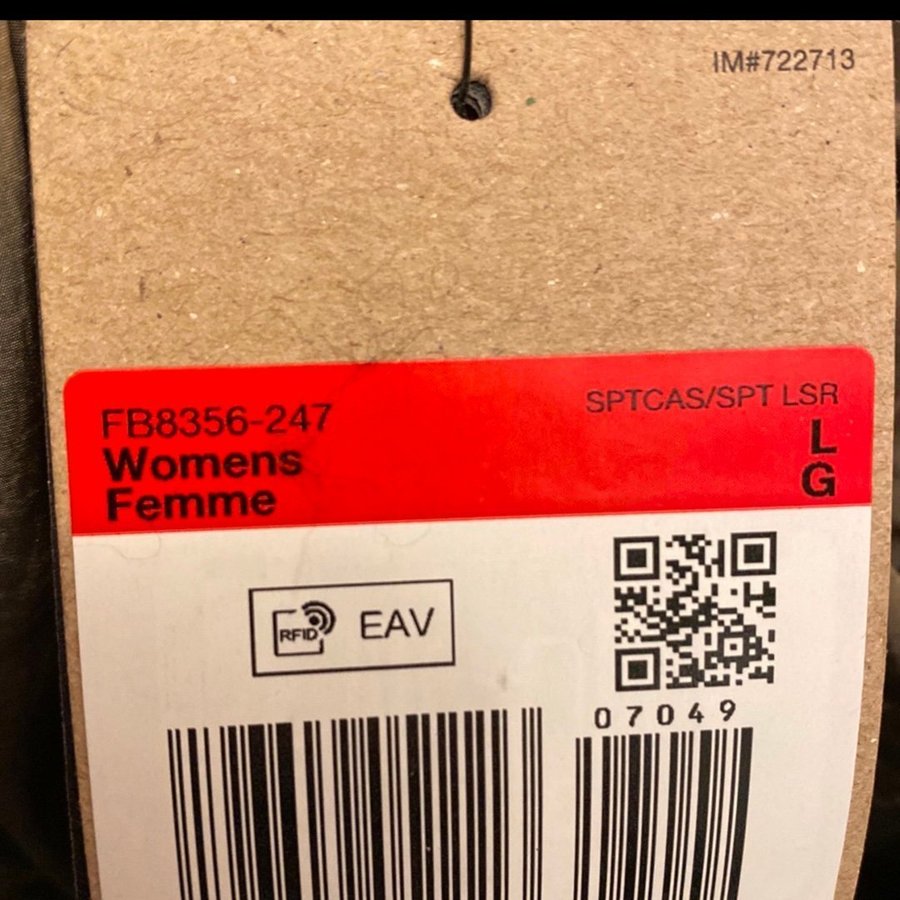 IM#722713
FB8356-247
SPTCAS/SPT LSR
Womens
L
Femme
G
RFID
EAV
07049